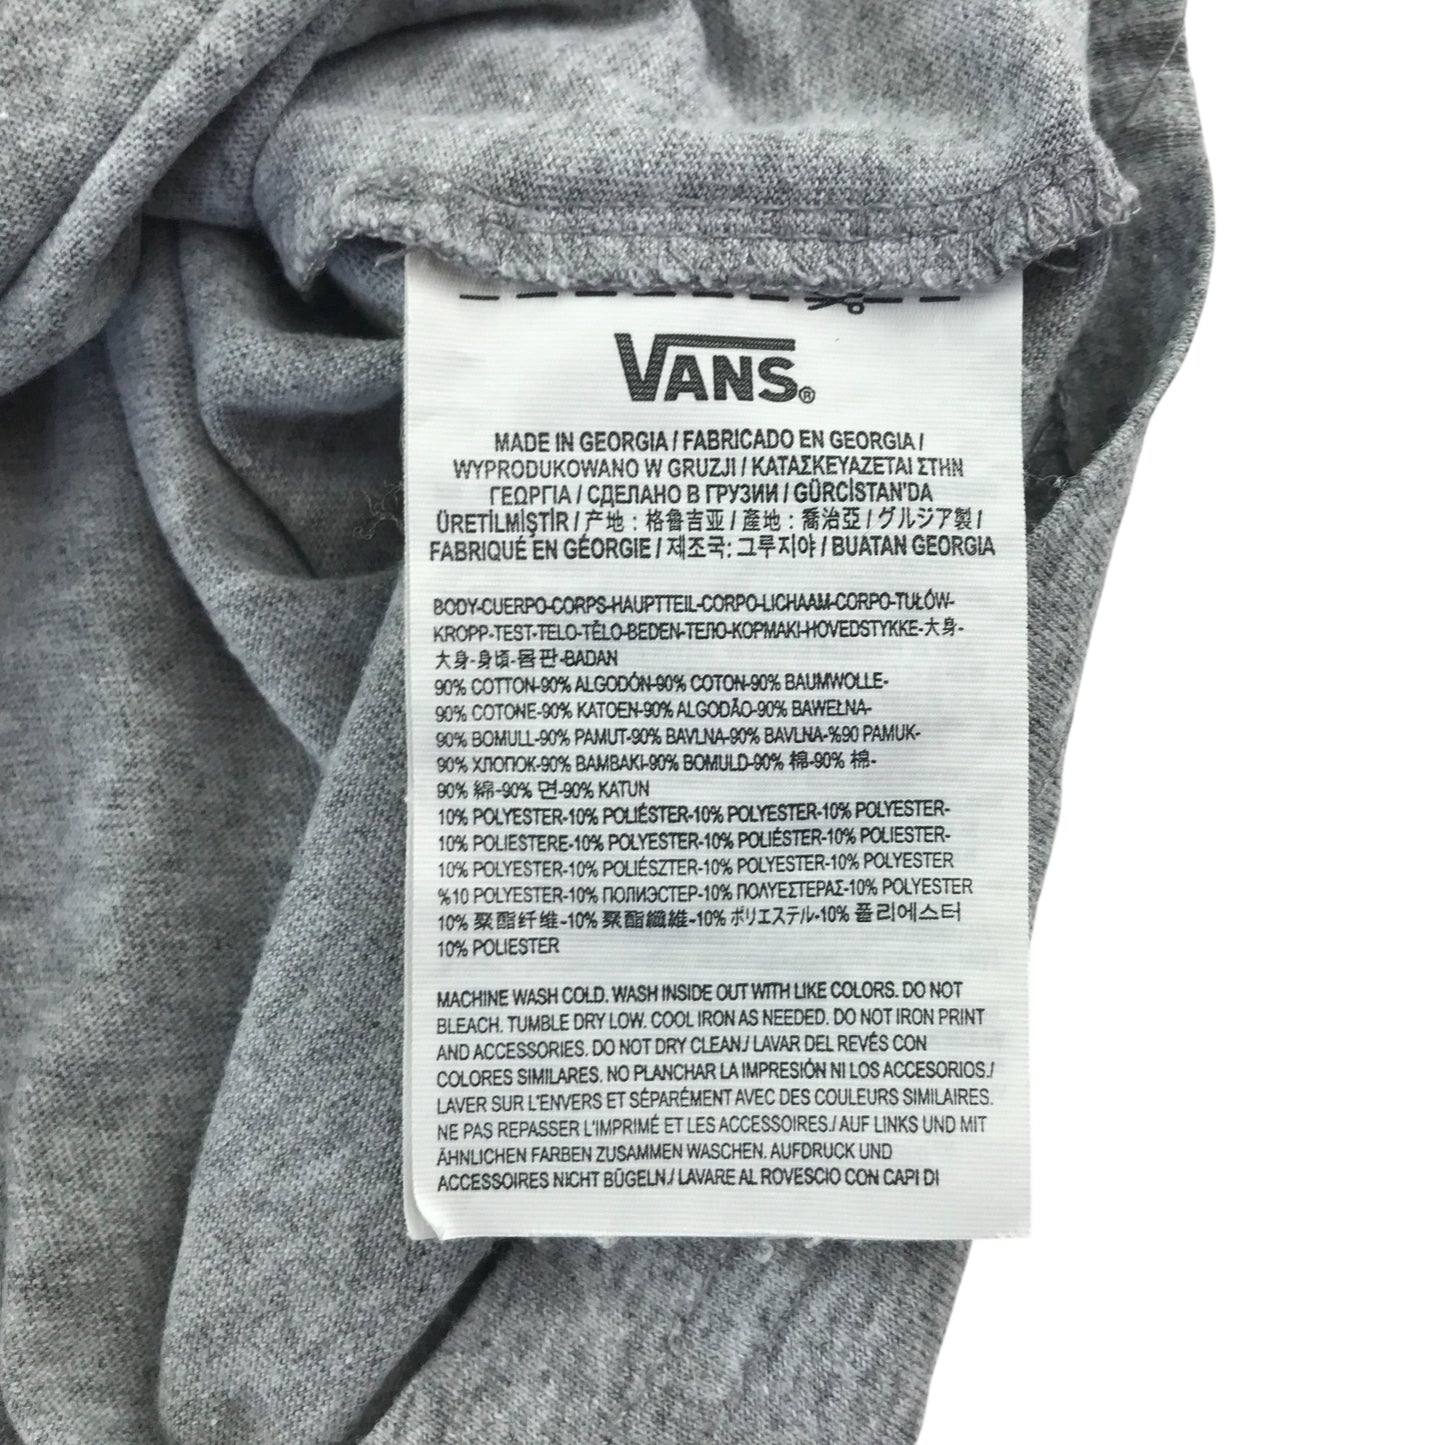 VANS®
MADE IN GEORGIA / FABRICADO EN GEORGIA /
WYPRODUKOWANO W GRUZJI / ΚΑΤΑΣΚΕΥΑΖΕΤΑΙ ΣΤΗΝ
ΓΕΩΡΓΙΑ / СДЕЛАНО В ГРУЗИИ / GÜRCİSTAN'DA
ÜRETİLMİŞTİR / 产地 : 格鲁吉亚 / 產地 : 喬治亞 / グルジア製 /
FABRIQUÉ EN GÉORGIE / 제조국: 그루지야 / BUATAN GEORGIA
BODY-CUERPO-CORPS-HAUPTTEIL-CORPO-LICHAAM-CORPO-TUŁÓW-
KROPP-TEST-TELO-TĚLO-BEDEN-ТЕЛО-ΚΟΡΜΑΚΙ-HOVEDSTYKKE-大身-
大身-身頃-몸판-BADAN
90% COTTON-90% ALGODÓN-90% COTON-90% BAUMWOLLE-
90% COTONE-90% KATOEN-90% ALGODÃO-90% BAWEŁNA-
90% BOMULL-90% PAMUT-90% BAVLNA-90% BAVLNA-%90 PAMUK-
90% ХЛОПОК-90% ΒΑΜΒΑΚΙ-90% BOMULD-90% 棉-90% 棉-
90% 綿-90% 면-90% KATUN
10% POLYESTER-10% POLIÉSTER-10% POLYESTER-10% POLYESTER-
10% POLIESTERE-10% POLYESTER-10% POLIÉSTER-10% POLIESTER-
10% POLYESTER-10% POLIÉSZTER-10% POLYESTER-10% POLYESTER
%10 POLYESTER-10% ПОЛИЭСТЕР-10% ΠΟΛΥΕΣΤΕΡΑΣ-10% POLYESTER
10% 聚酯纤维-10% 聚酯纖維-10% ポリエステル-10% 폴리에스터
10% POLIESTER
MACHINE WASH COLD. WASH INSIDE OUT WITH LIKE COLORS. DO NOT
BLEACH. TUMBLE DRY LOW. COOL IRON AS NEEDED. DO NOT IRON PRINT
AND ACCESSORIES. DO NOT DRY CLEAN./ LAVAR DEL REVÉS CON
COLORES SIMILARES. NO PLANCHAR LA IMPRESIÓN NI LOS ACCESORIOS./
LAVER SUR L'ENVERS ET SÉPARÉMENT AVEC DES COULEURS SIMILAIRES.
NE PAS REPASSER L'IMPRIMÉ ET LES ACCESSOIRES./ AUF LINKS UND MIT
ÄHNLICHEN FARBEN ZUSAMMEN WASCHEN. AUFDRUCK UND
ACCESSOIRES NICHT BÜGELN./ LAVARE AL ROVESCIO CON CAPI DI